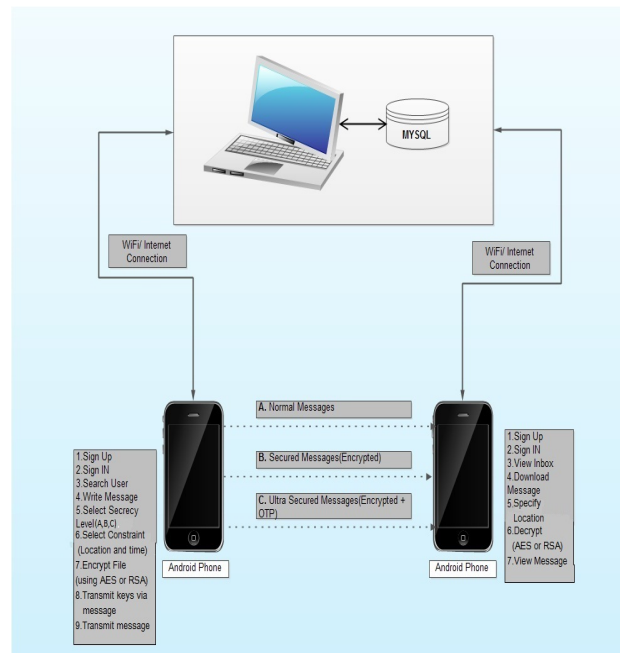 MYSQL
WiFi/ Internet
Connection
WiFi/ Internet
Connection
A. Normal Messages
B. Secured Messages(Encrypted)
C. Ultra Secured Messages(Encrypted +
OTP)
1.Sign Up
2.Sign IN
3.Search User
4.Write Message
5.Select Secrecy
Level(A,B,C)
6.Select Constraint
(Location and time)
7.Encrypt File
(using AES or RSA)
8.Transmit keys via
message
9.Transmit message
Android Phone
Android Phone
1.Sign Up
2.Sign IN
3.View Inbox
4.Download
Message
5.Specify
Location
6.Decrypt
(AES or RSA)
7.View Message